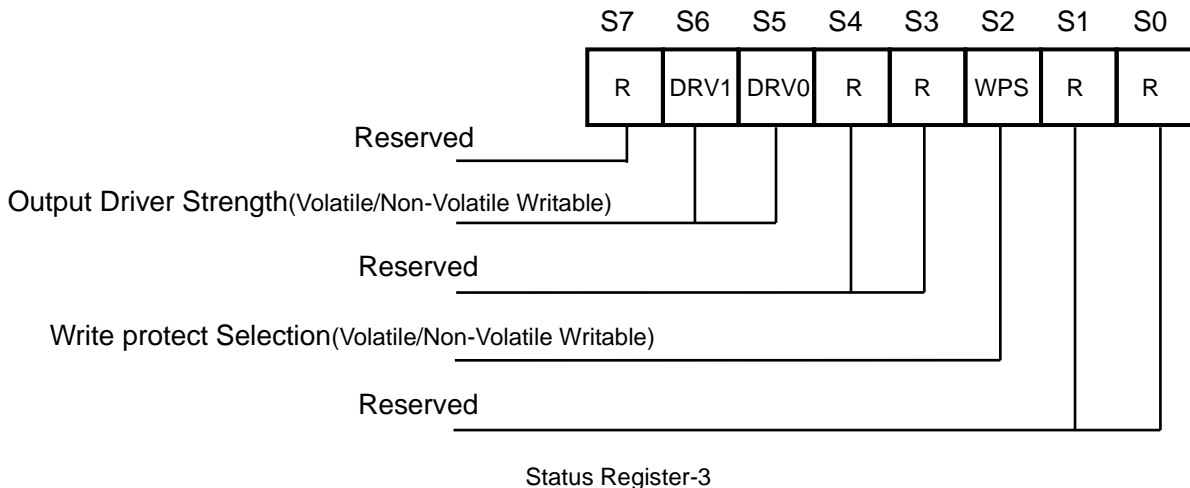 S7 S6 S5 S4 S3 S2 S1 S0
R DRV1 DRV0 R R WPS R R
Reserved
Output Driver Strength(Volatile/Non-Volatile Writable)
Reserved
Write protect Selection(Volatile/Non-Volatile Writable)
Reserved
Status Register-3